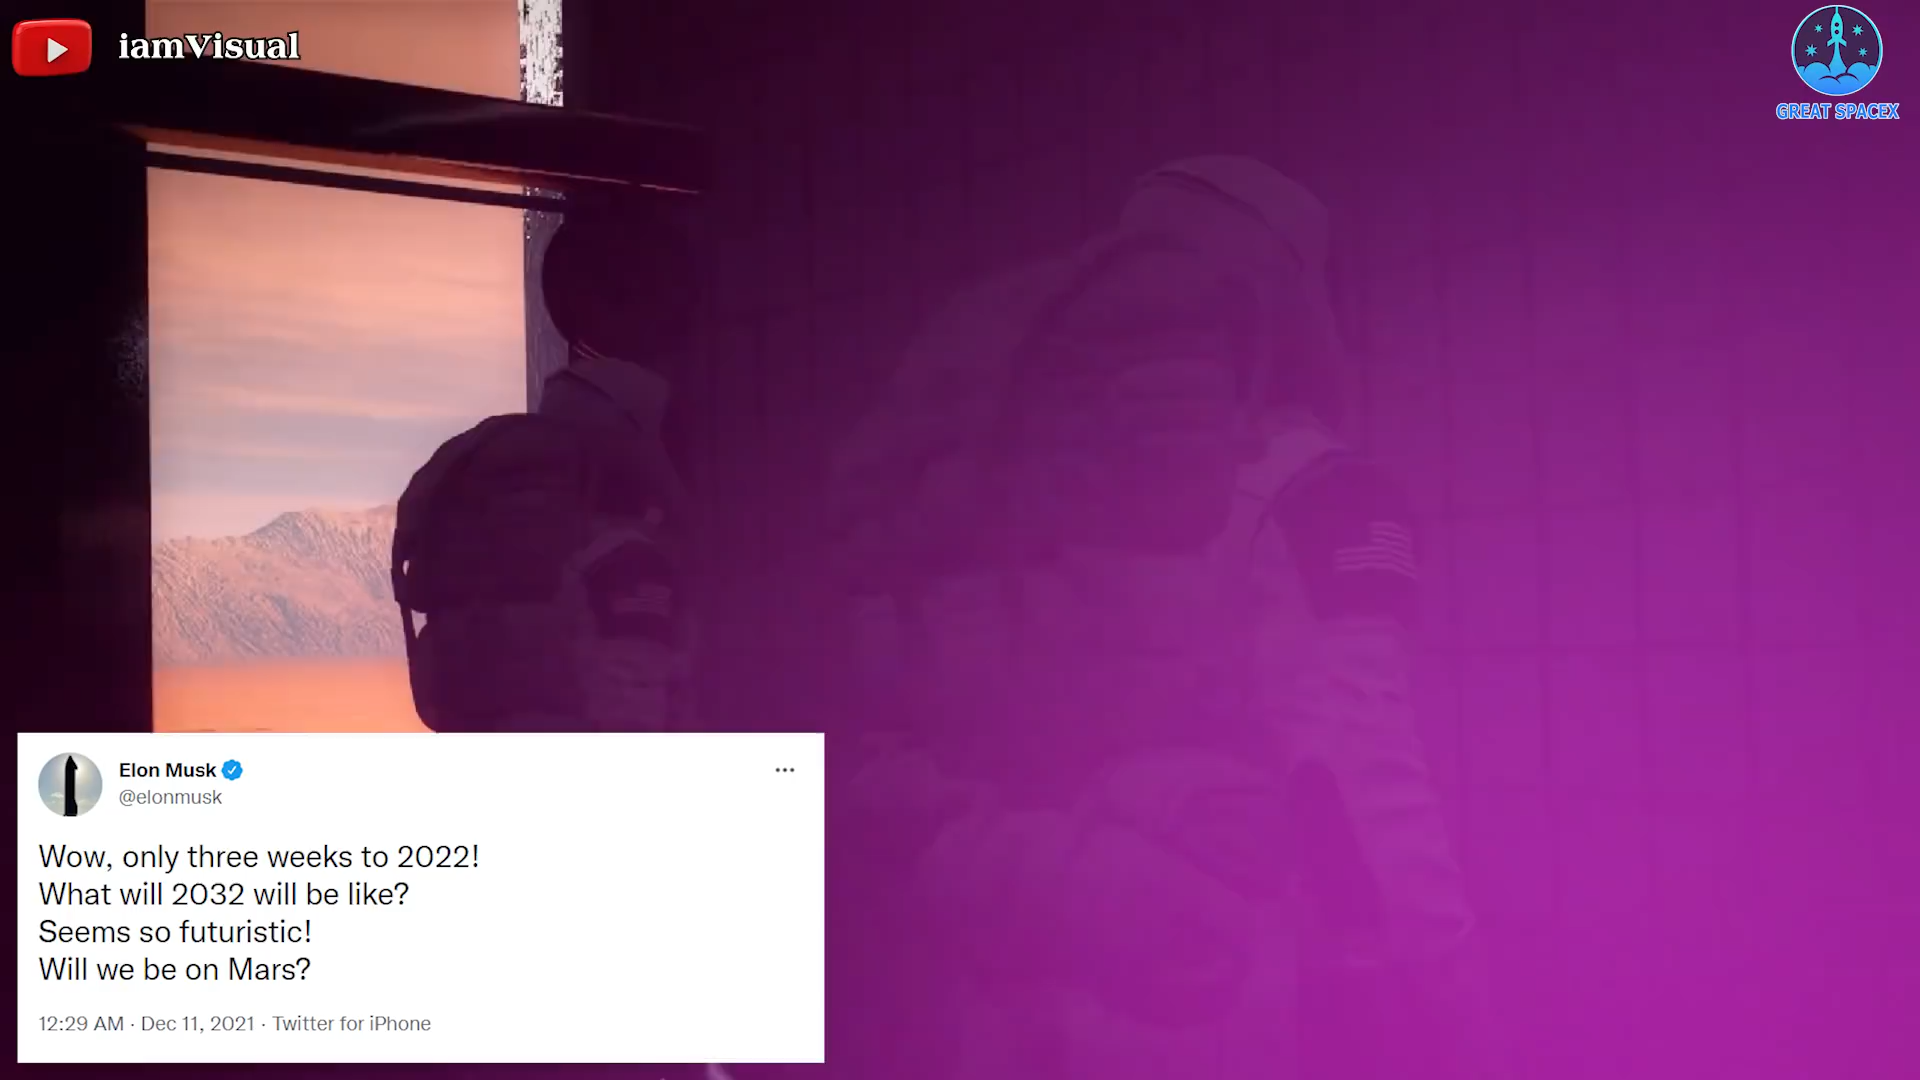 iamVisual
GREAT SPACEX
Elon Musk
@elonmusk
Wow, only three weeks to 2022!
What will 2032 will be like?
Seems so futuristic!
Will we be on Mars?
12:29 AM · Dec 11, 2021 · Twitter for iPhone